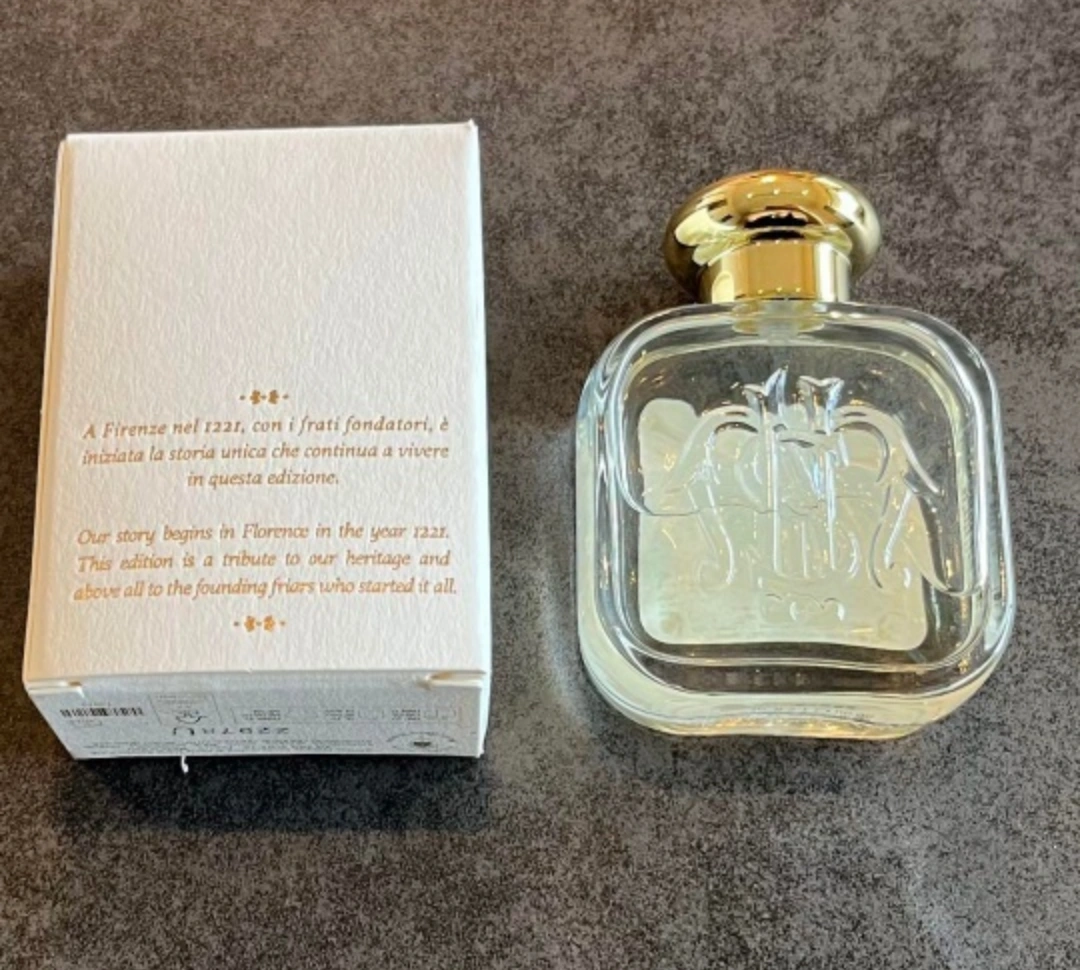 A Firenze nel 1221, con i frati fondatori, è
iniziata la storia unica che continua a vivere
in questa edizione.
Our story begins in Florence in the year 1221.
This edition is a tribute to our heritage and
above all to the founding friars who started it all.